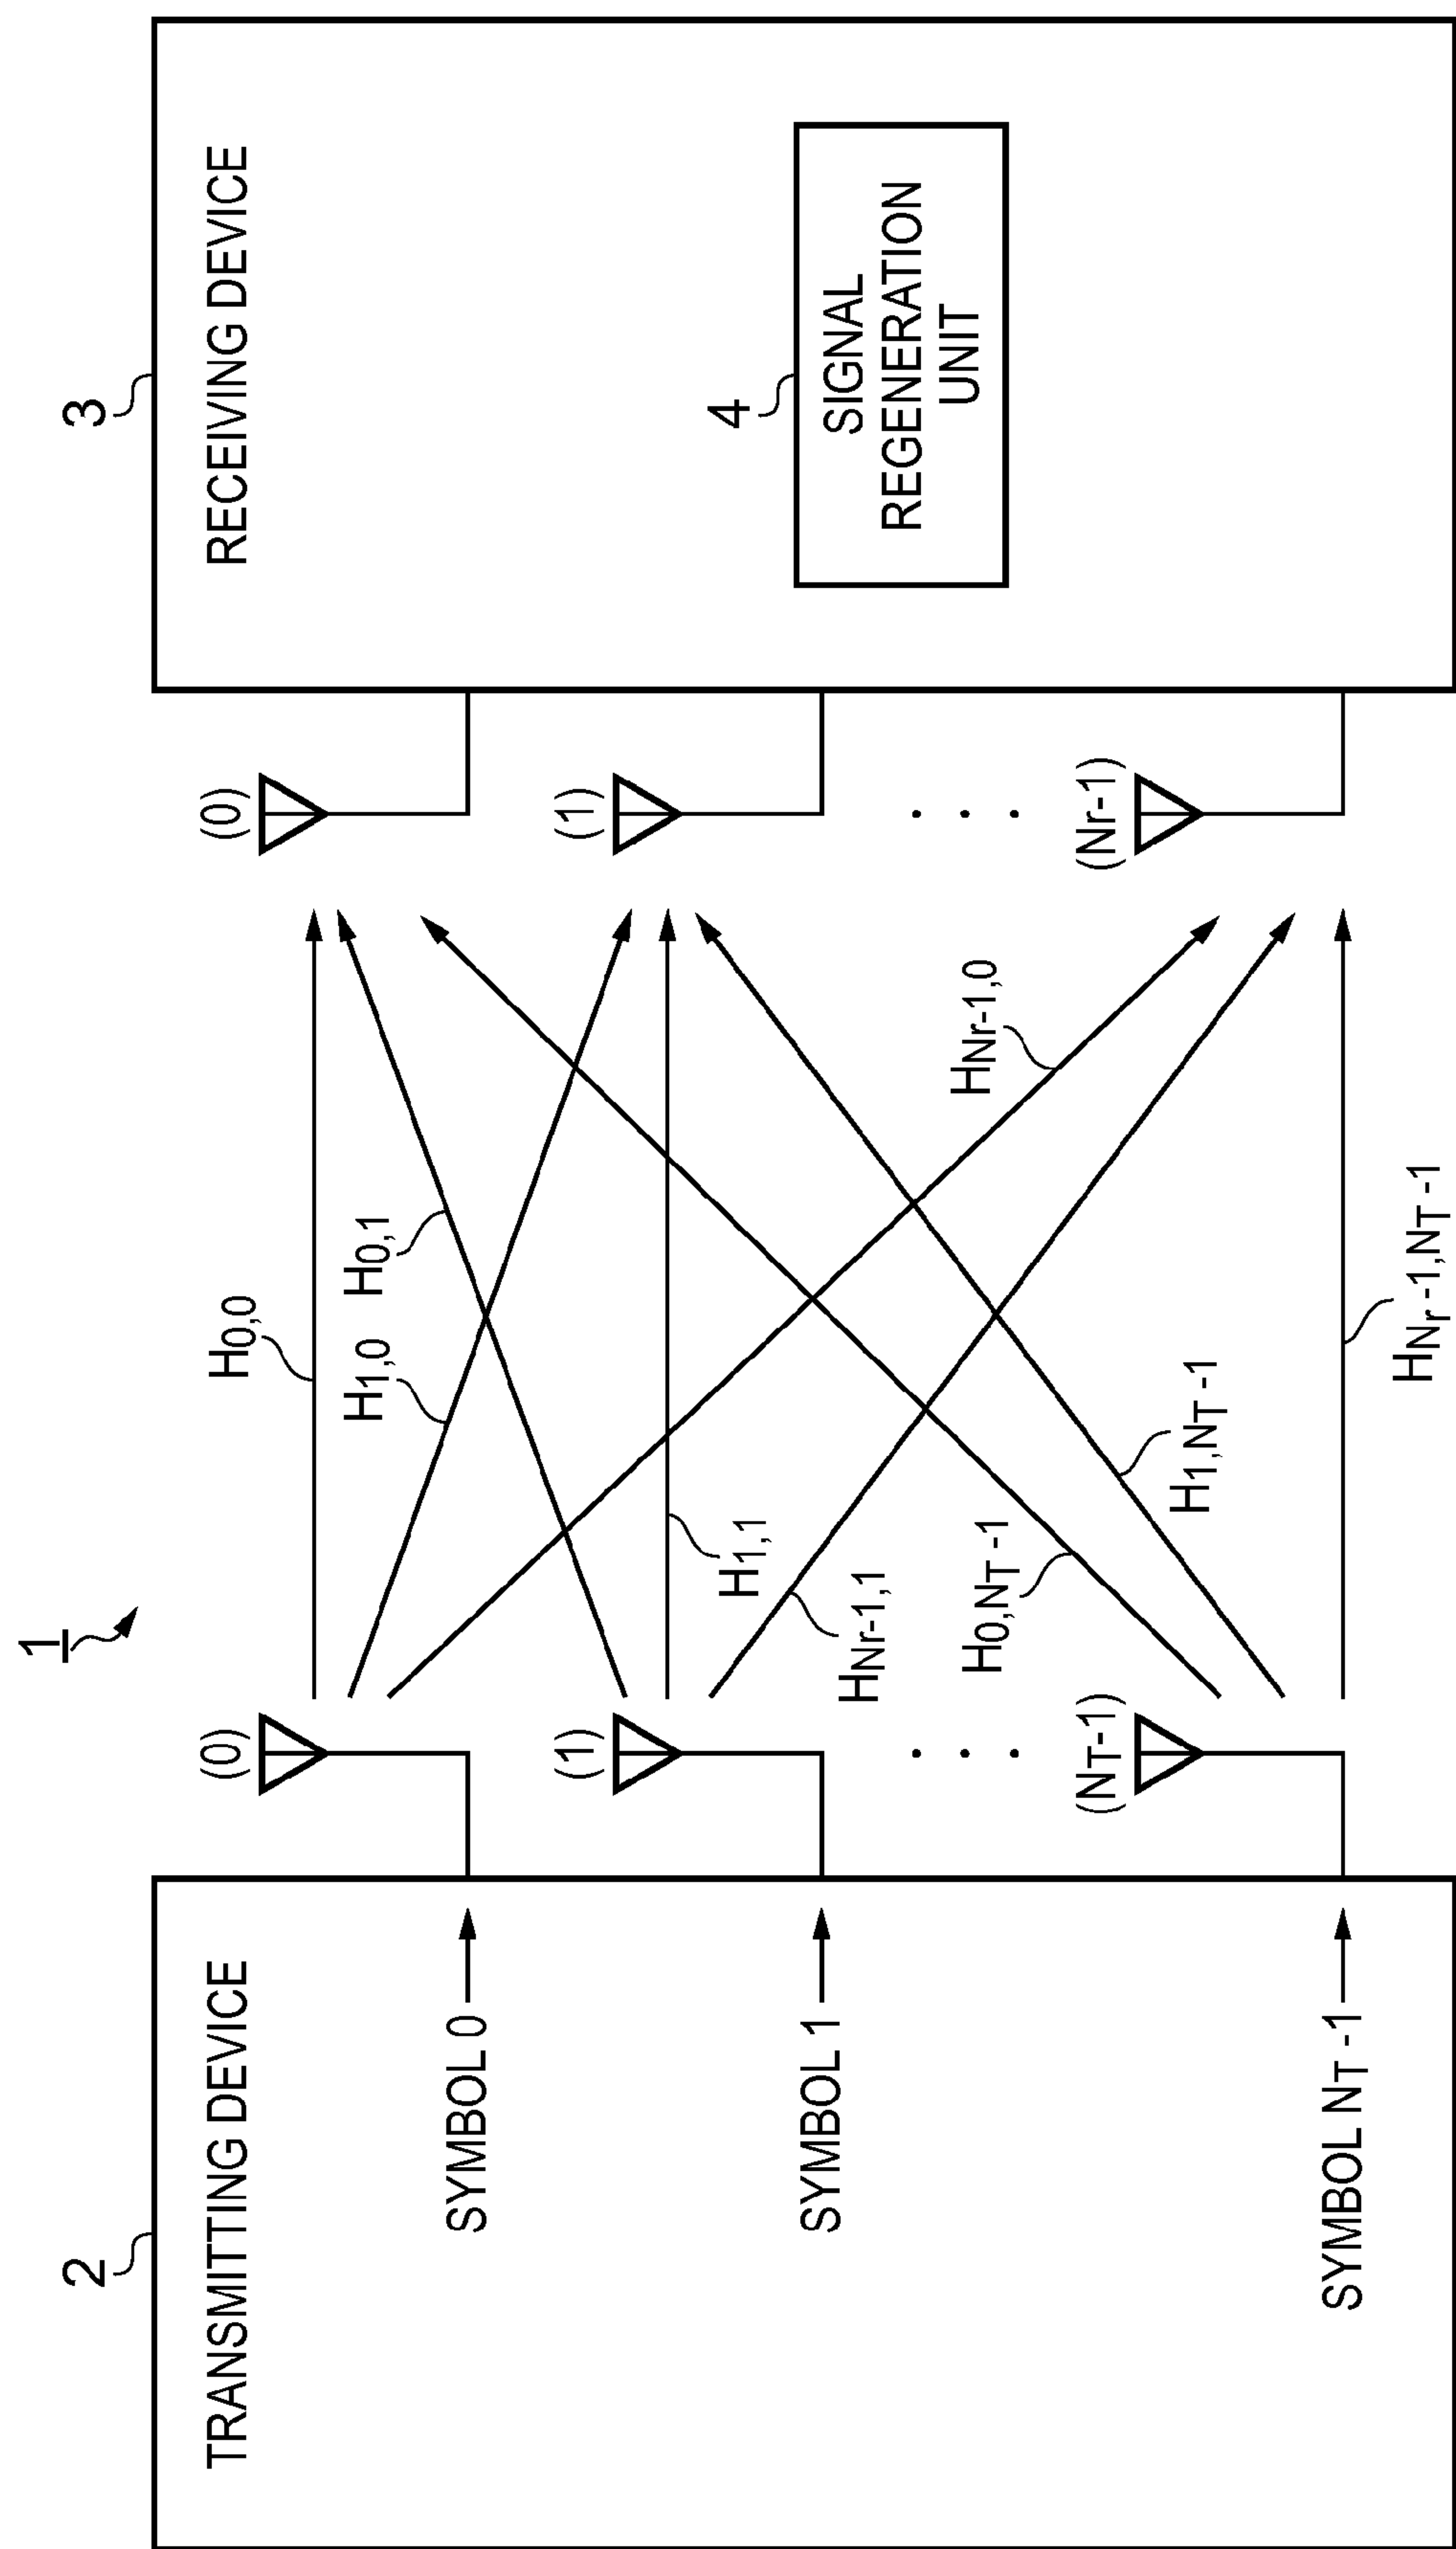 1
2
TRANSMITTING DEVICE
SYMBOL 0
SYMBOL 1
SYMBOL NT -1
(0)
(1)
. . .
(NT-1)
H0,0
H1,0
H0,1
H1,1
HNr-1,1
H0,NT -1
H1,NT -1
HNr-1,0
HNr -1,NT -1
(0)
(1)
. . .
(Nr-1)
3
RECEIVING DEVICE
4
SIGNAL
REGENERATION
UNIT